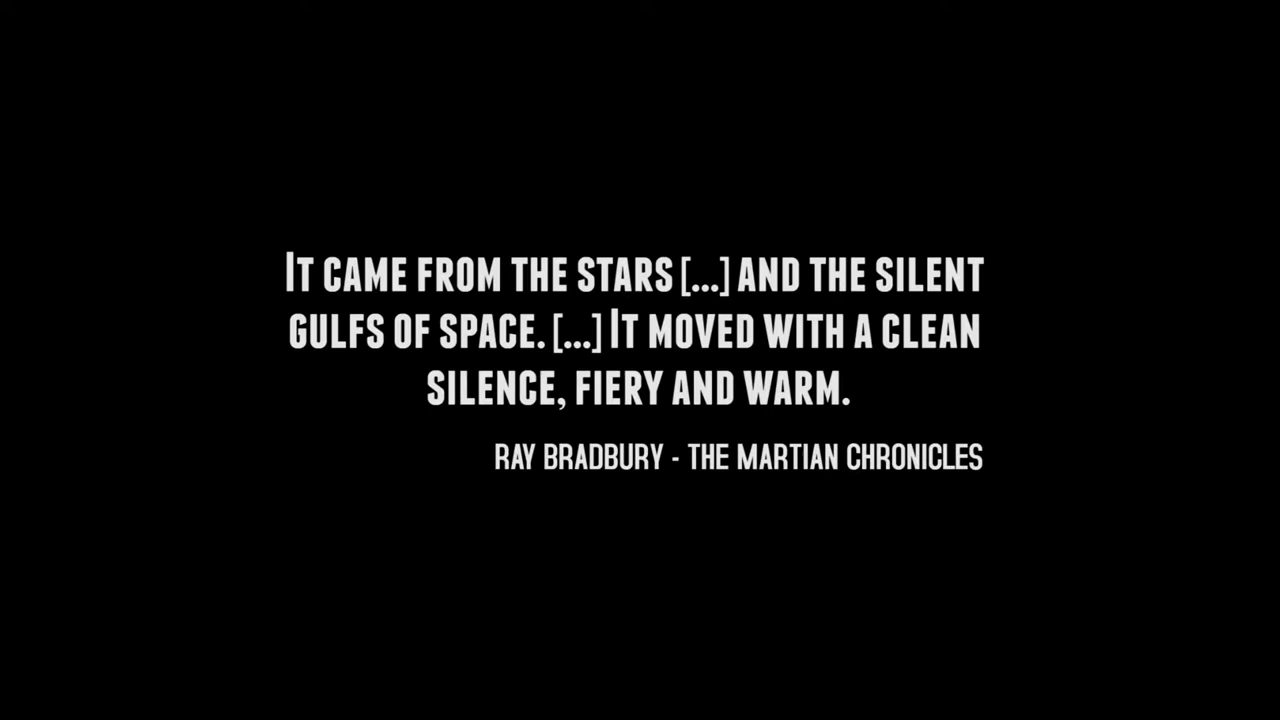 It came from the stars [...] and the silent
gulfs of space. [...] It moved with a clean
silence, fiery and warm.
RAY BRADBURY - THE MARTIAN CHRONICLES